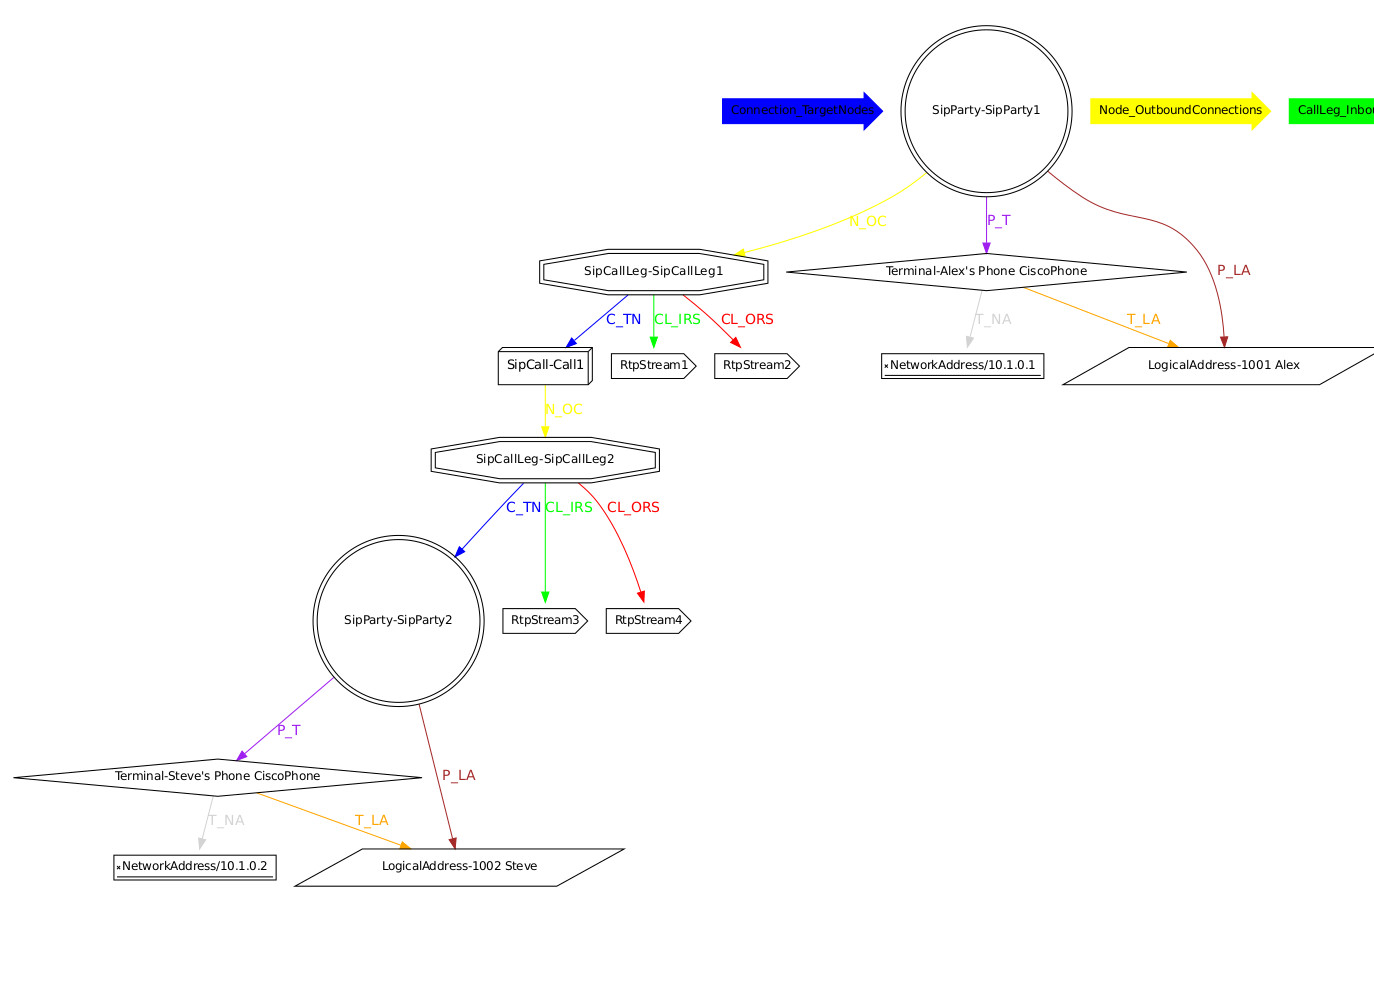 Connection_TargetNodes
SipParty-SipParty1
Node_OutboundConnections
N_OC
P_T
SipCallLeg-SipCallLeg1
Terminal-Alex's Phone CiscoPhone
P_LA
C_TN
CL_IRS
CL_ORS
T_NA
T_LA
SipCall-Call1
RtpStream1
RtpStream2
NetworkAddress/10.1.0.1
LogicalAddress-1001 Alex
N_OC
SipCallLeg-SipCallLeg2
C_TN
CL_IRS
CL_ORS
SipParty-SipParty2
RtpStream3
RtpStream4
P_T
Terminal-Steve's Phone CiscoPhone
P_LA
T_NA
T_LA
NetworkAddress/10.1.0.2
LogicalAddress-1002 Steve